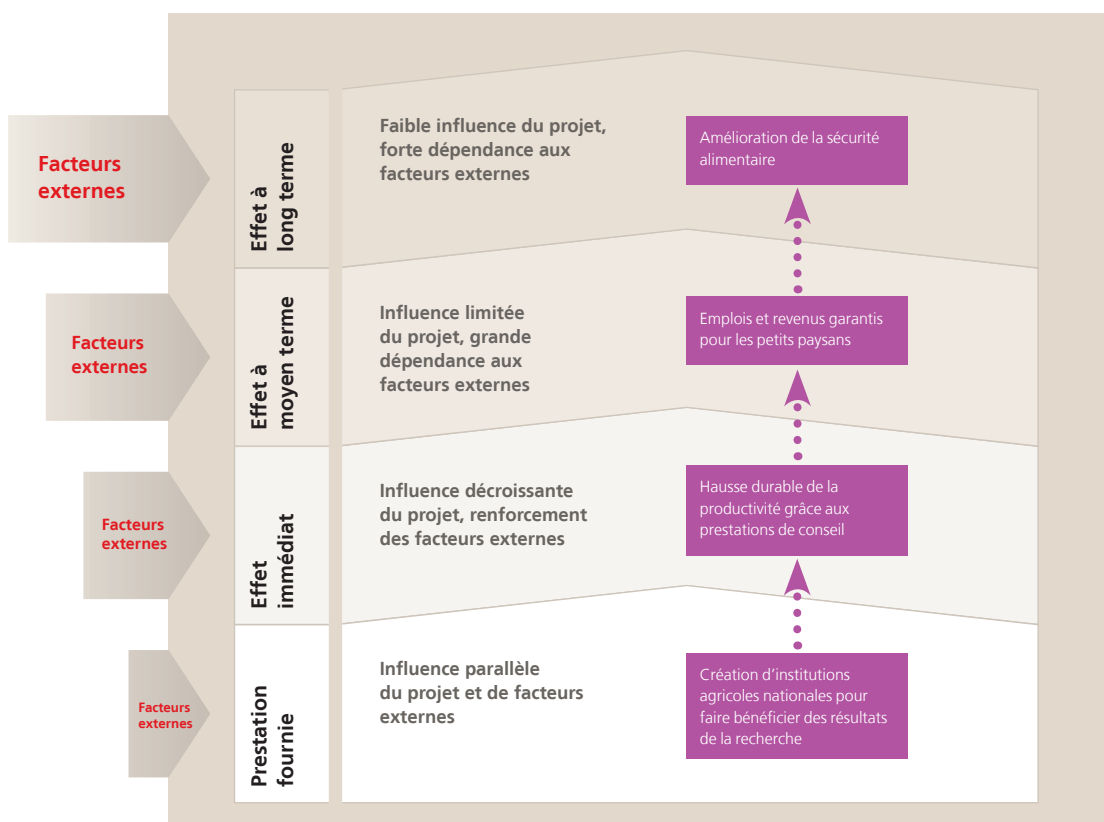 Facteurs
externes
Effet à
long terme
Faible influence du projet,
forte dépendance aux
facteurs externes
Amélioration de la sécurité
alimentaire
Facteurs
externes
Effet à
moyen terme
Influence limitée
du projet, grande
dépendance aux
facteurs externes
Emplois et revenus garantis
pour les petits paysans
Facteurs
externes
Effet
immédiat
Influence décroissante
du projet, renforcement
des facteurs externes
Hausse durable de la
productivité grâce aux
prestations de conseil
Facteurs
externes
Prestation
fournie
Influence parallèle
du projet et de facteurs
externes
Création d’institutions
agricoles nationales pour
faire bénéficier des résultats
de la recherche